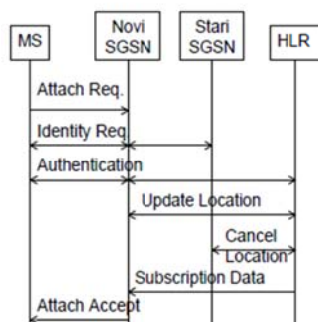 MS
Novi
SGSN
Stari
SGSN
HLR
Attach Req.
Identity Req
Authentication
Update Location
Cancel
Location
Subscription Data
Attach Accept